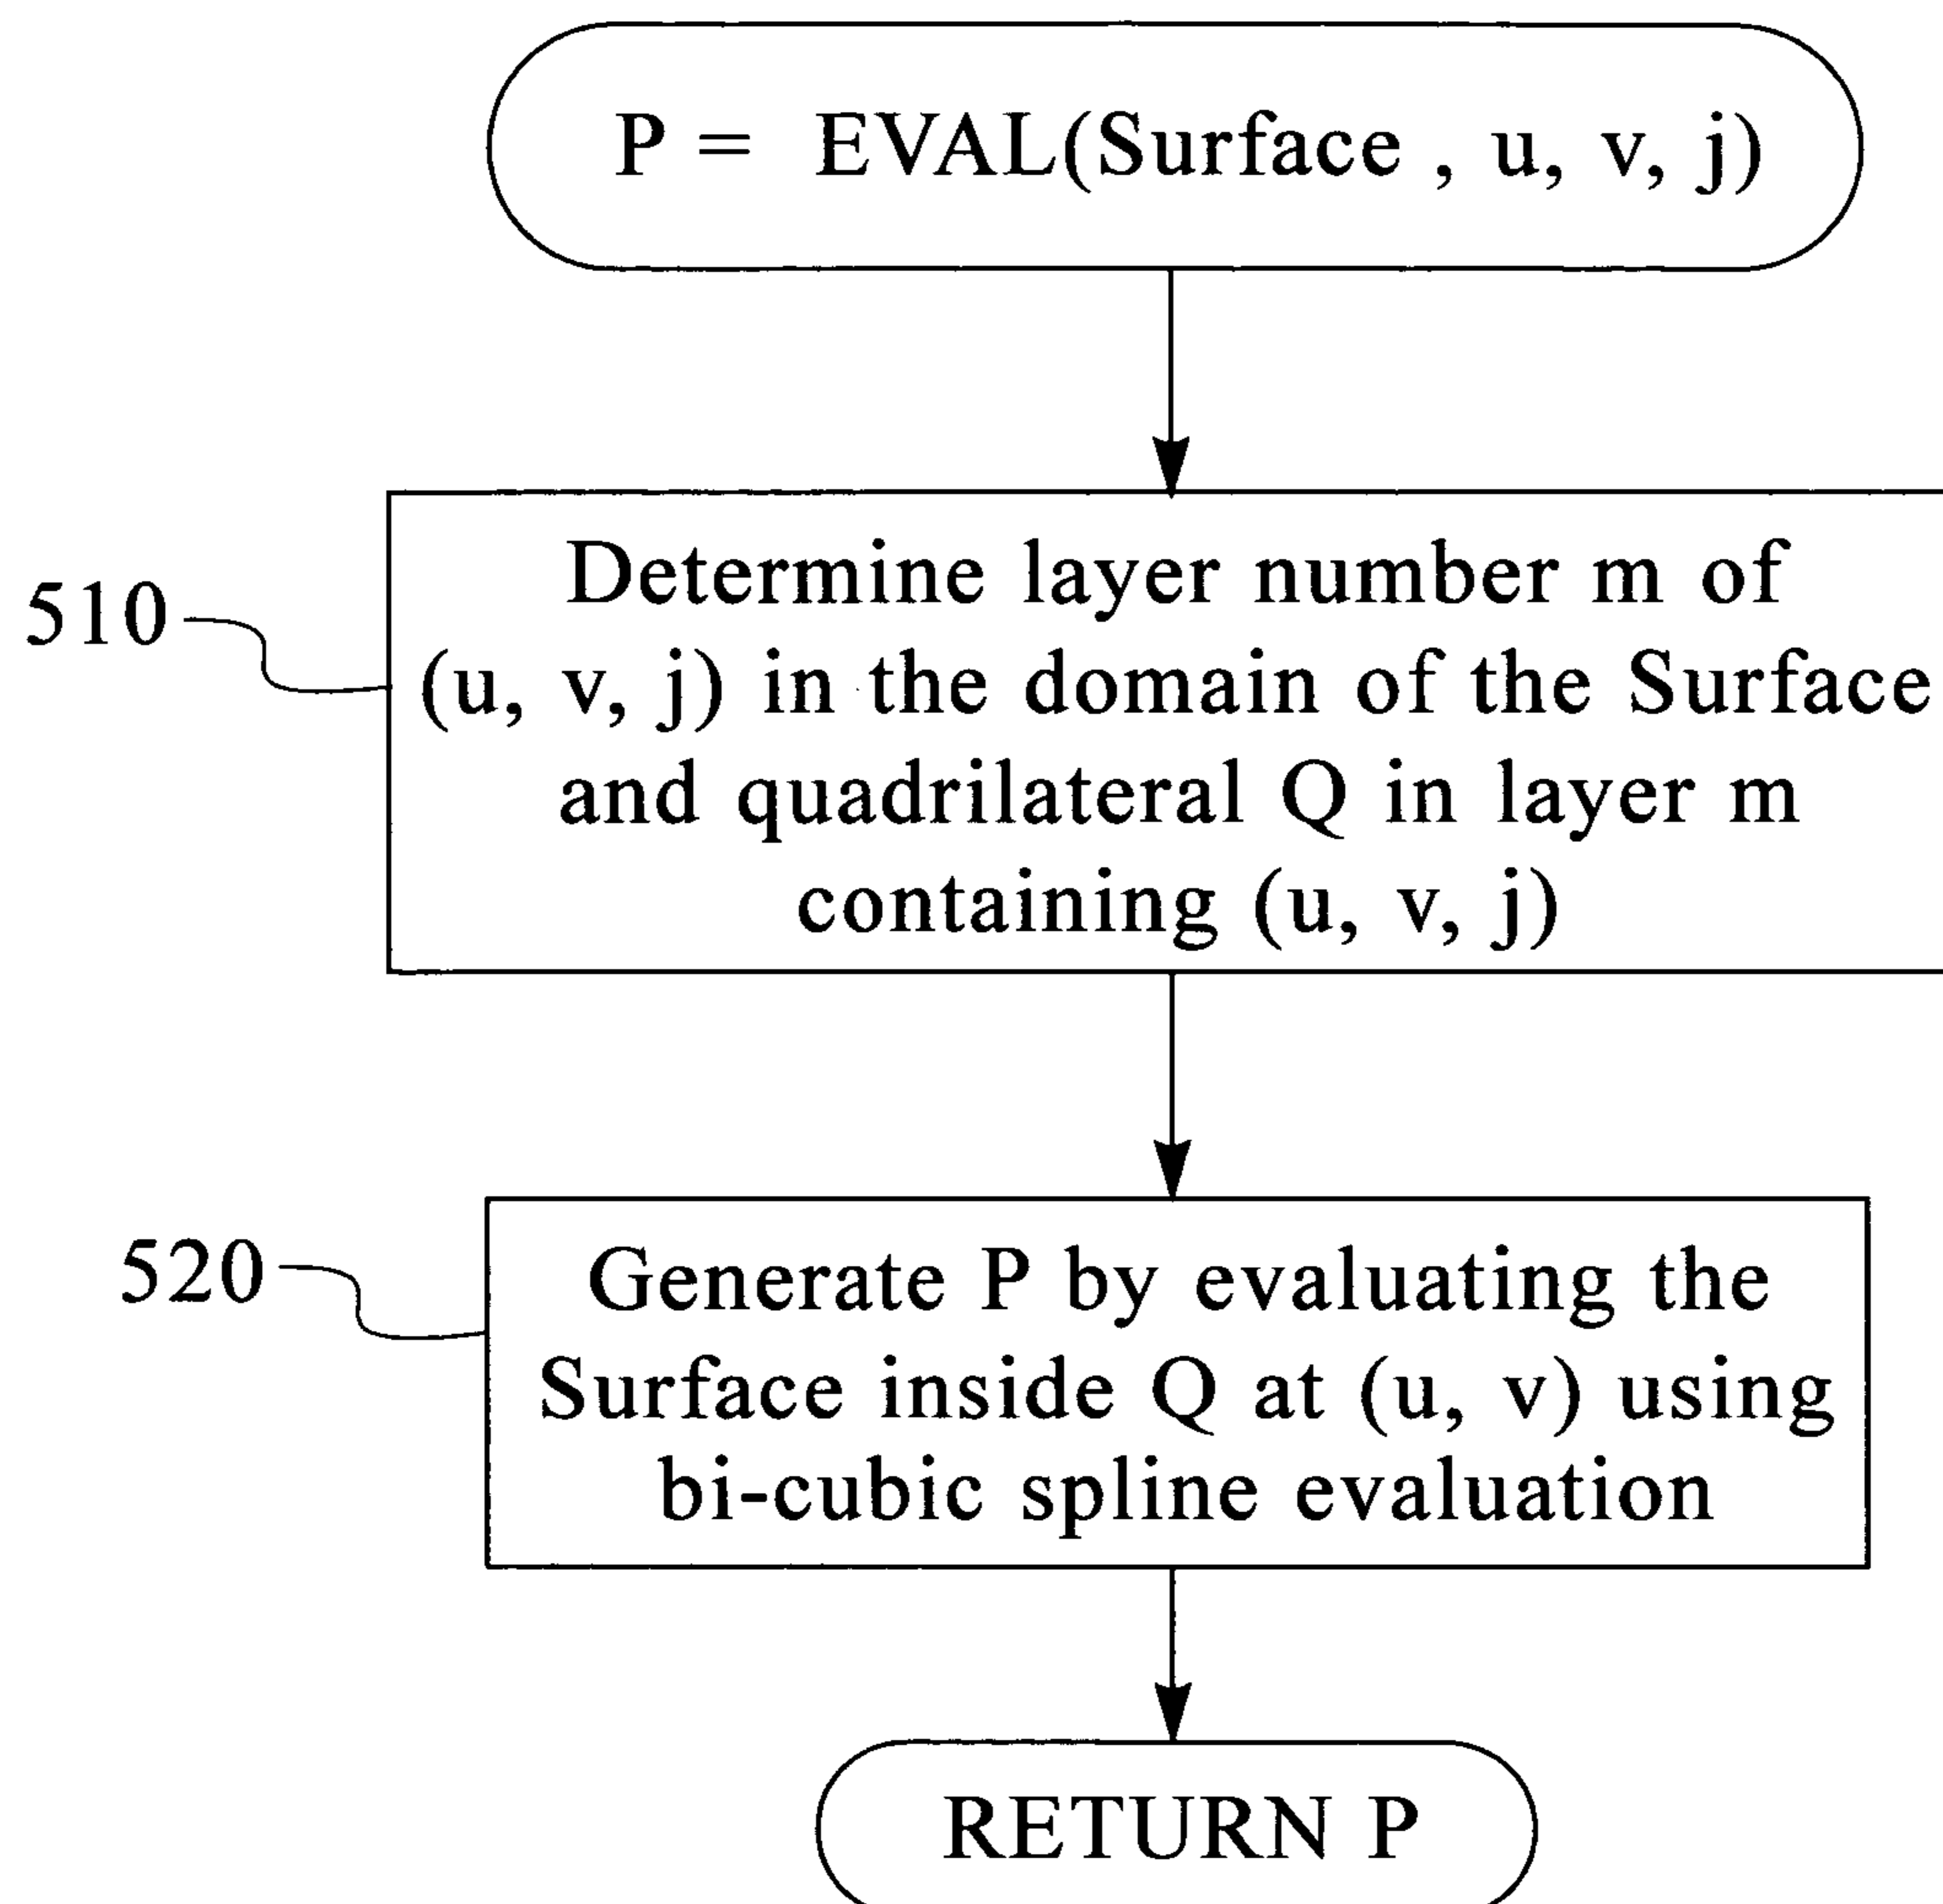 P = EVAL(Surface , u, v, j)
510
Determine layer number m of
(u, v, j) in the domain of the Surface
and quadrilateral Q in layer m
containing (u, v, j)
520
Generate P by evaluating the
Surface inside Q at (u, v) using
bi-cubic spline evaluation
RETURN P